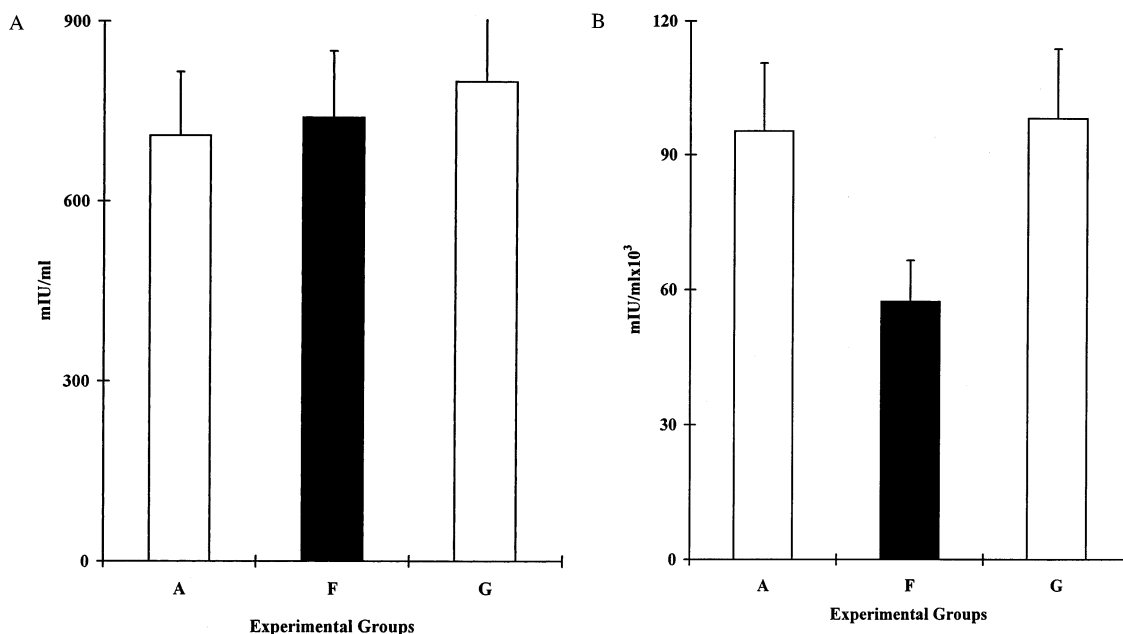 A
900
600
300
0
mIU/ml
A F G
Experimental Groups
B
120
90
60
30
0
mIU/mlx10³
A F G
Experimental Groups